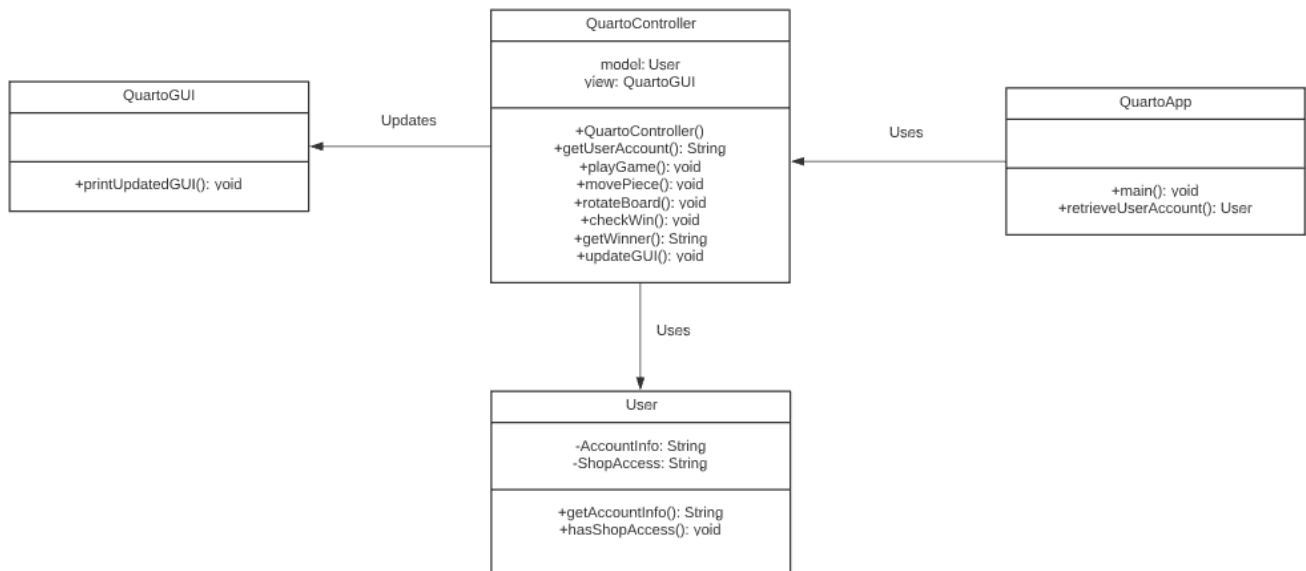 QuartoController
model: User
view: QuartoGUI
+QuartoController()
+getUserAccount(): String
+playGame(): void
+movePiece(): void
+rotateBoard(): void
+checkWin(): void
+getWinner(): String
+updateGUI(): void
QuartoGUI
+printUpdatedGUI(): void
Updates
Uses
QuartoApp
+main(): void
+retrieveUserAccount(): User
Uses
User
-AccountInfo: String
-ShopAccess: String
+getAccountInfo(): String
+hasShopAccess(): void